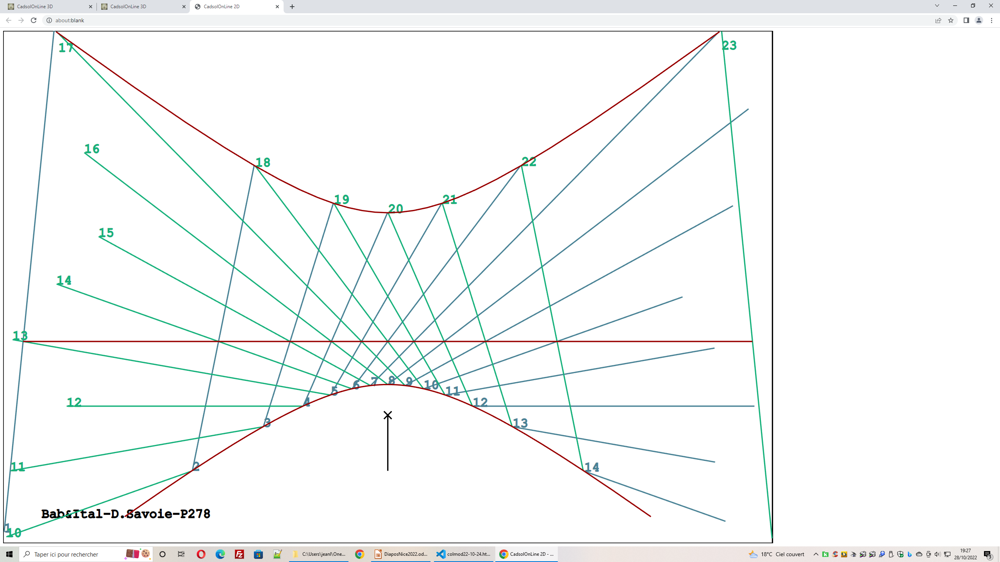 CadsolOnLine 3D
CadsolOnLine 3D
CadsolOnLine 2D
about:blank
17
23
16
18
22
19
21
20
15
14
13
8
7
9
6
10
5
11
12
4
12
3
13
11
2
14
Bab&Ital-D.Savoie-P278
1
10
Taper ici pour rechercher
C:\Users\jeanl\One...
DiaposNice2022.od...
colmod22-10-24.ht...
CadsolOnLine 2D - ...
18°C Ciel couvert
19:27
28/10/2022
3